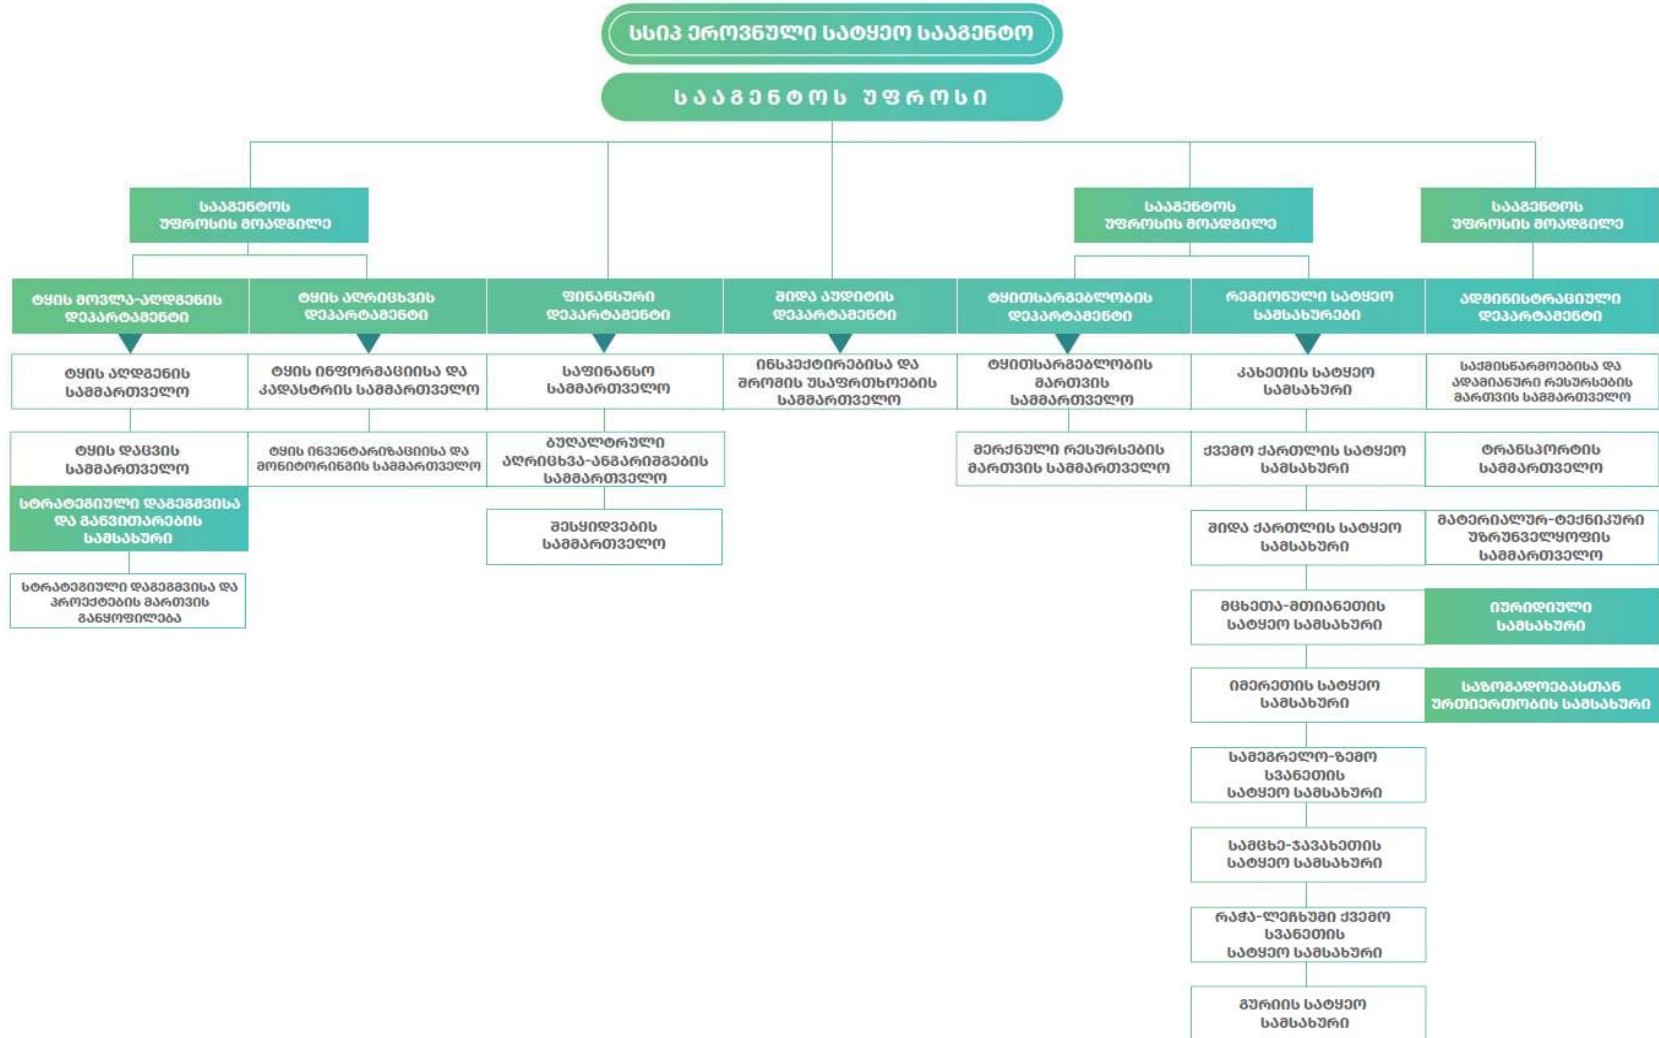 სსიპ ეროვნული სატყეო სააგენტო
სააგენტოს უფროსი
სააგენტოს
უფროსის მოადგილე
სააგენტოს
უფროსის მოადგილე
სააგენტოს
უფროსის მოადგილე
ტყის მოვლა-აღდგენის
დეპარტამენტი
ტყის აღრიცხვის
დეპარტამენტი
ფინანსური
დეპარტამენტი
შიდა აუდიტის
დეპარტამენტი
ტყითსარგებლობის
დეპარტამენტი
რეგიონული სატყეო
სამსახურები
ადმინისტრაციული
დეპარტამენტი
ტყის აღდგენის
სამმართველო
ტყის დაცვის
სამმართველო
სტრატეგიული დაგეგმვისა
და განვითარების
სამსახური
სტრატეგიული დაგეგმვისა და
პროექტების მართვის
განყოფილება
ტყის ინფორმაციისა და
კადასტრის სამმართველო
ტყის ინვენტარიზაციისა და
მონიტორინგის სამმართველო
საფინანსო
სამმართველო
ბუღალტრული
აღრიცხვა-ანგარიშგების
სამმართველო
შესყიდვების
სამმართველო
ინსპექტირებისა და
შრომის უსაფრთხოების
სამმართველო
ტყითსარგებლობის
მართვის
სამმართველო
მერქნული რესურსების
მართვის სამმართველო
კახეთის სატყეო
სამსახური
ქვემო ქართლის სატყეო
სამსახური
შიდა ქართლის სატყეო
სამსახური
მცხეთა-მთიანეთის
სატყეო სამსახური
იმერეთის სატყეო
სამსახური
სამეგრელო-ზემო
სვანეთის
სატყეო სამსახური
სამცხე-ჯავახეთის
სატყეო სამსახური
რაჭა-ლეჩხუმი ქვემო
სვანეთის
სატყეო სამსახური
გურიის სატყეო
სამსახური
საქმისწარმოებისა და
ადამიანური რესურსების
მართვის სამმართველო
ტრანსპორტის
სამმართველო
მატერიალურ-ტექნიკური
უზრუნველყოფის
სამმართველო
იურიდიული
სამსახური
საზოგადოებასთან
ურთიერთობის სამსახური